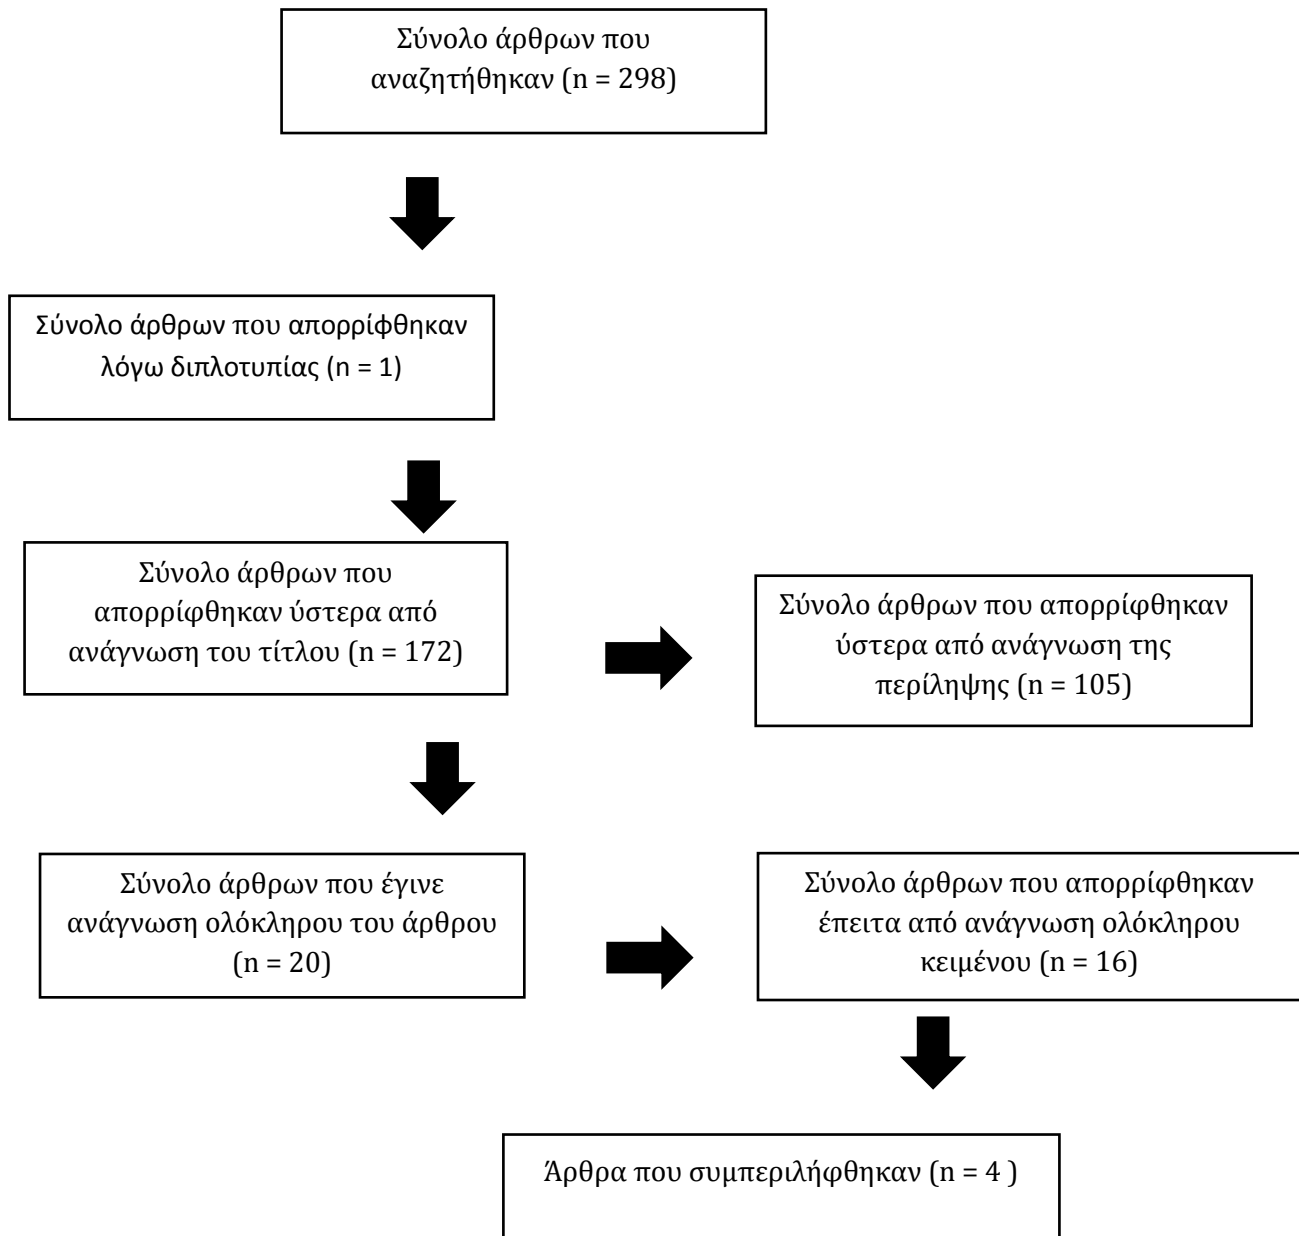 Σύνολο άρθρων που
αναζητήθηκαν (n = 298)
Σύνολο άρθρων που απορρίφθηκαν
λόγω διπλοτυπίας (n = 1)
Σύνολο άρθρων που
απορρίφθηκαν ύστερα από
ανάγνωση του τίτλου (n = 172)
Σύνολο άρθρων που απορρίφθηκαν
ύστερα από ανάγνωση της
περίληψης (n = 105)
Σύνολο άρθρων που έγινε
ανάγνωση ολόκληρου του άρθρου
(n = 20)
Σύνολο άρθρων που απορρίφθηκαν
έπειτα από ανάγνωση ολόκληρου
κειμένου (n = 16)
Άρθρα που συμπεριλήφθηκαν (n = 4 )